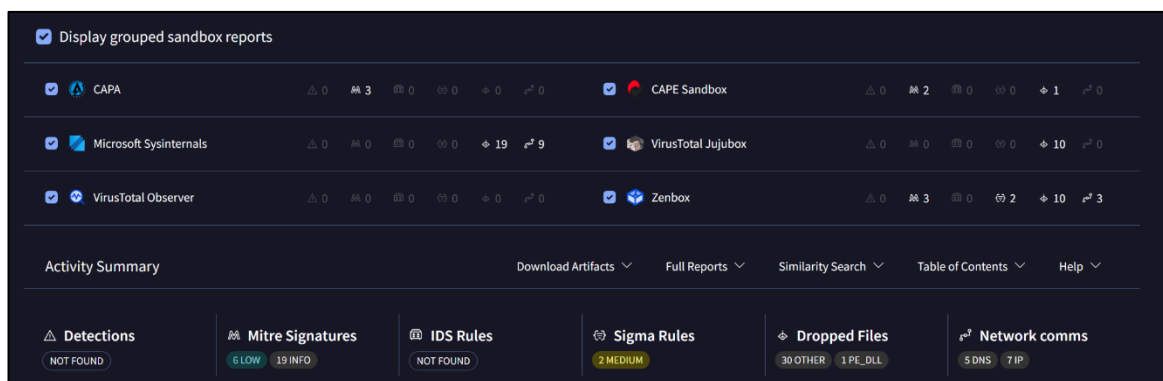 Display grouped sandbox reports
CAPA 0 3 0 0 0 0 CAPE Sandbox 0 2 0 0 1 0
Microsoft Sysinternals 0 0 0 0 19 9 VirusTotal Jujubox 0 0 0 0 10 0
VirusTotal Observer 0 0 0 0 0 0 Zenbox 0 3 0 2 10 3
Activity Summary Download Artifacts Full Reports Similarity Search Table of Contents Help
Detections Mitre Signatures IDS Rules Sigma Rules Dropped Files Network comms
NOT FOUND 6 LOW 19 INFO NOT FOUND 2 MEDIUM 30 OTHER 1 PE_DLL 5 DNS 7 IP